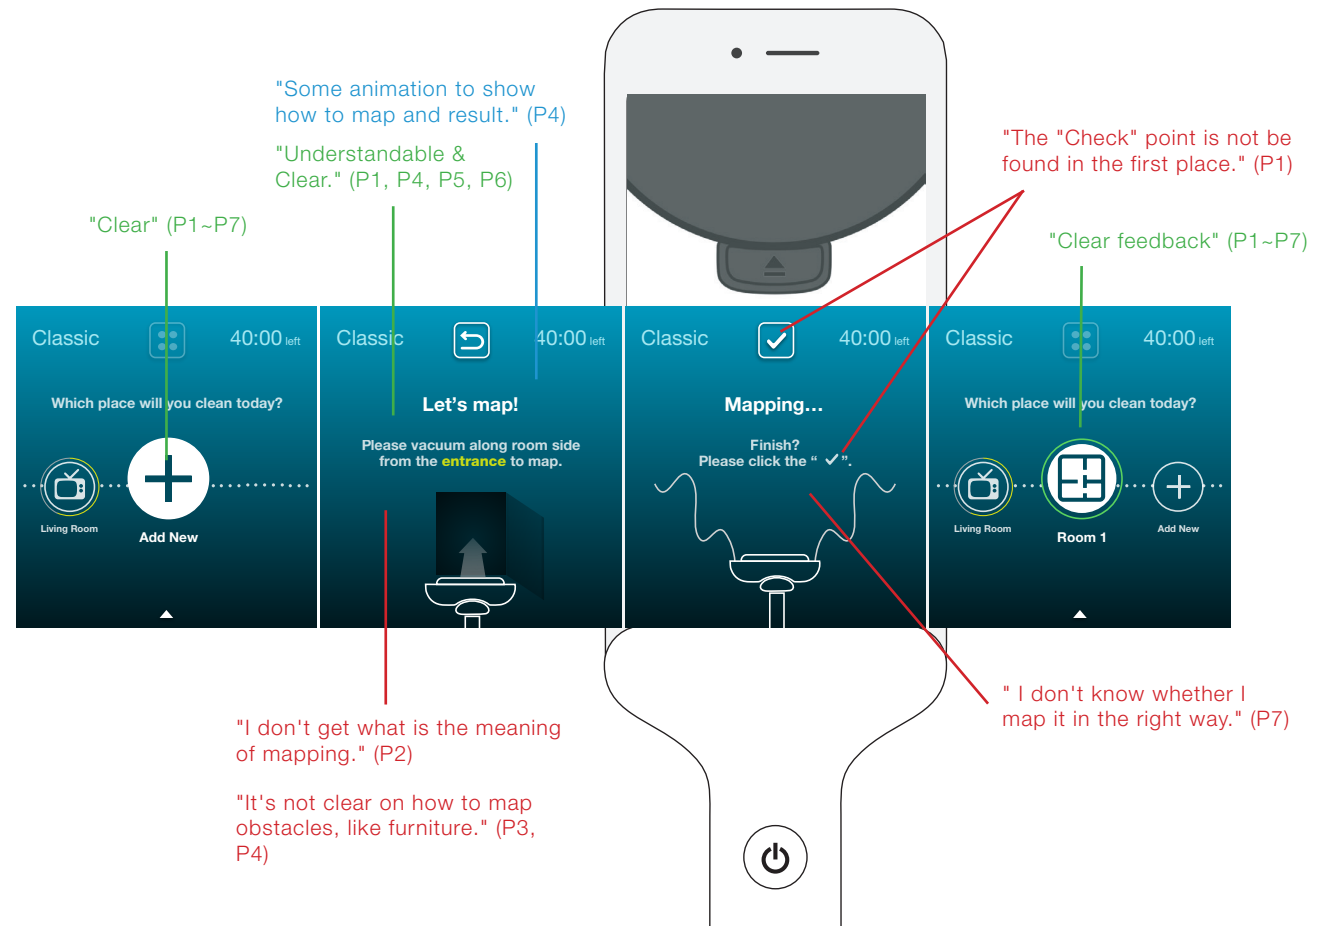 "Some animation to show
how to map and result." (P4)
"Understandable &
Clear." (P1, P4, P5, P6)
"Clear" (P1~P7)
"The "Check" point is not be
found in the first place." (P1)
"Clear feedback" (P1~P7)
Classic
40:00 left
Which place will you clean today?
Living Room
Add New
Classic
40:00 left
Let's map!
Please vacuum along room side
from the entrance to map.
Classic
40:00 left
Mapping...
Finish?
Please click the " ✓".
Classic
40:00 left
Which place will you clean today?
Living Room
Room 1
Add New
"I don't get what is the meaning
of mapping." (P2)
"It's not clear on how to map
obstacles, like furniture." (P3,
P4)
" I don't know whether I
map it in the right way." (P7)